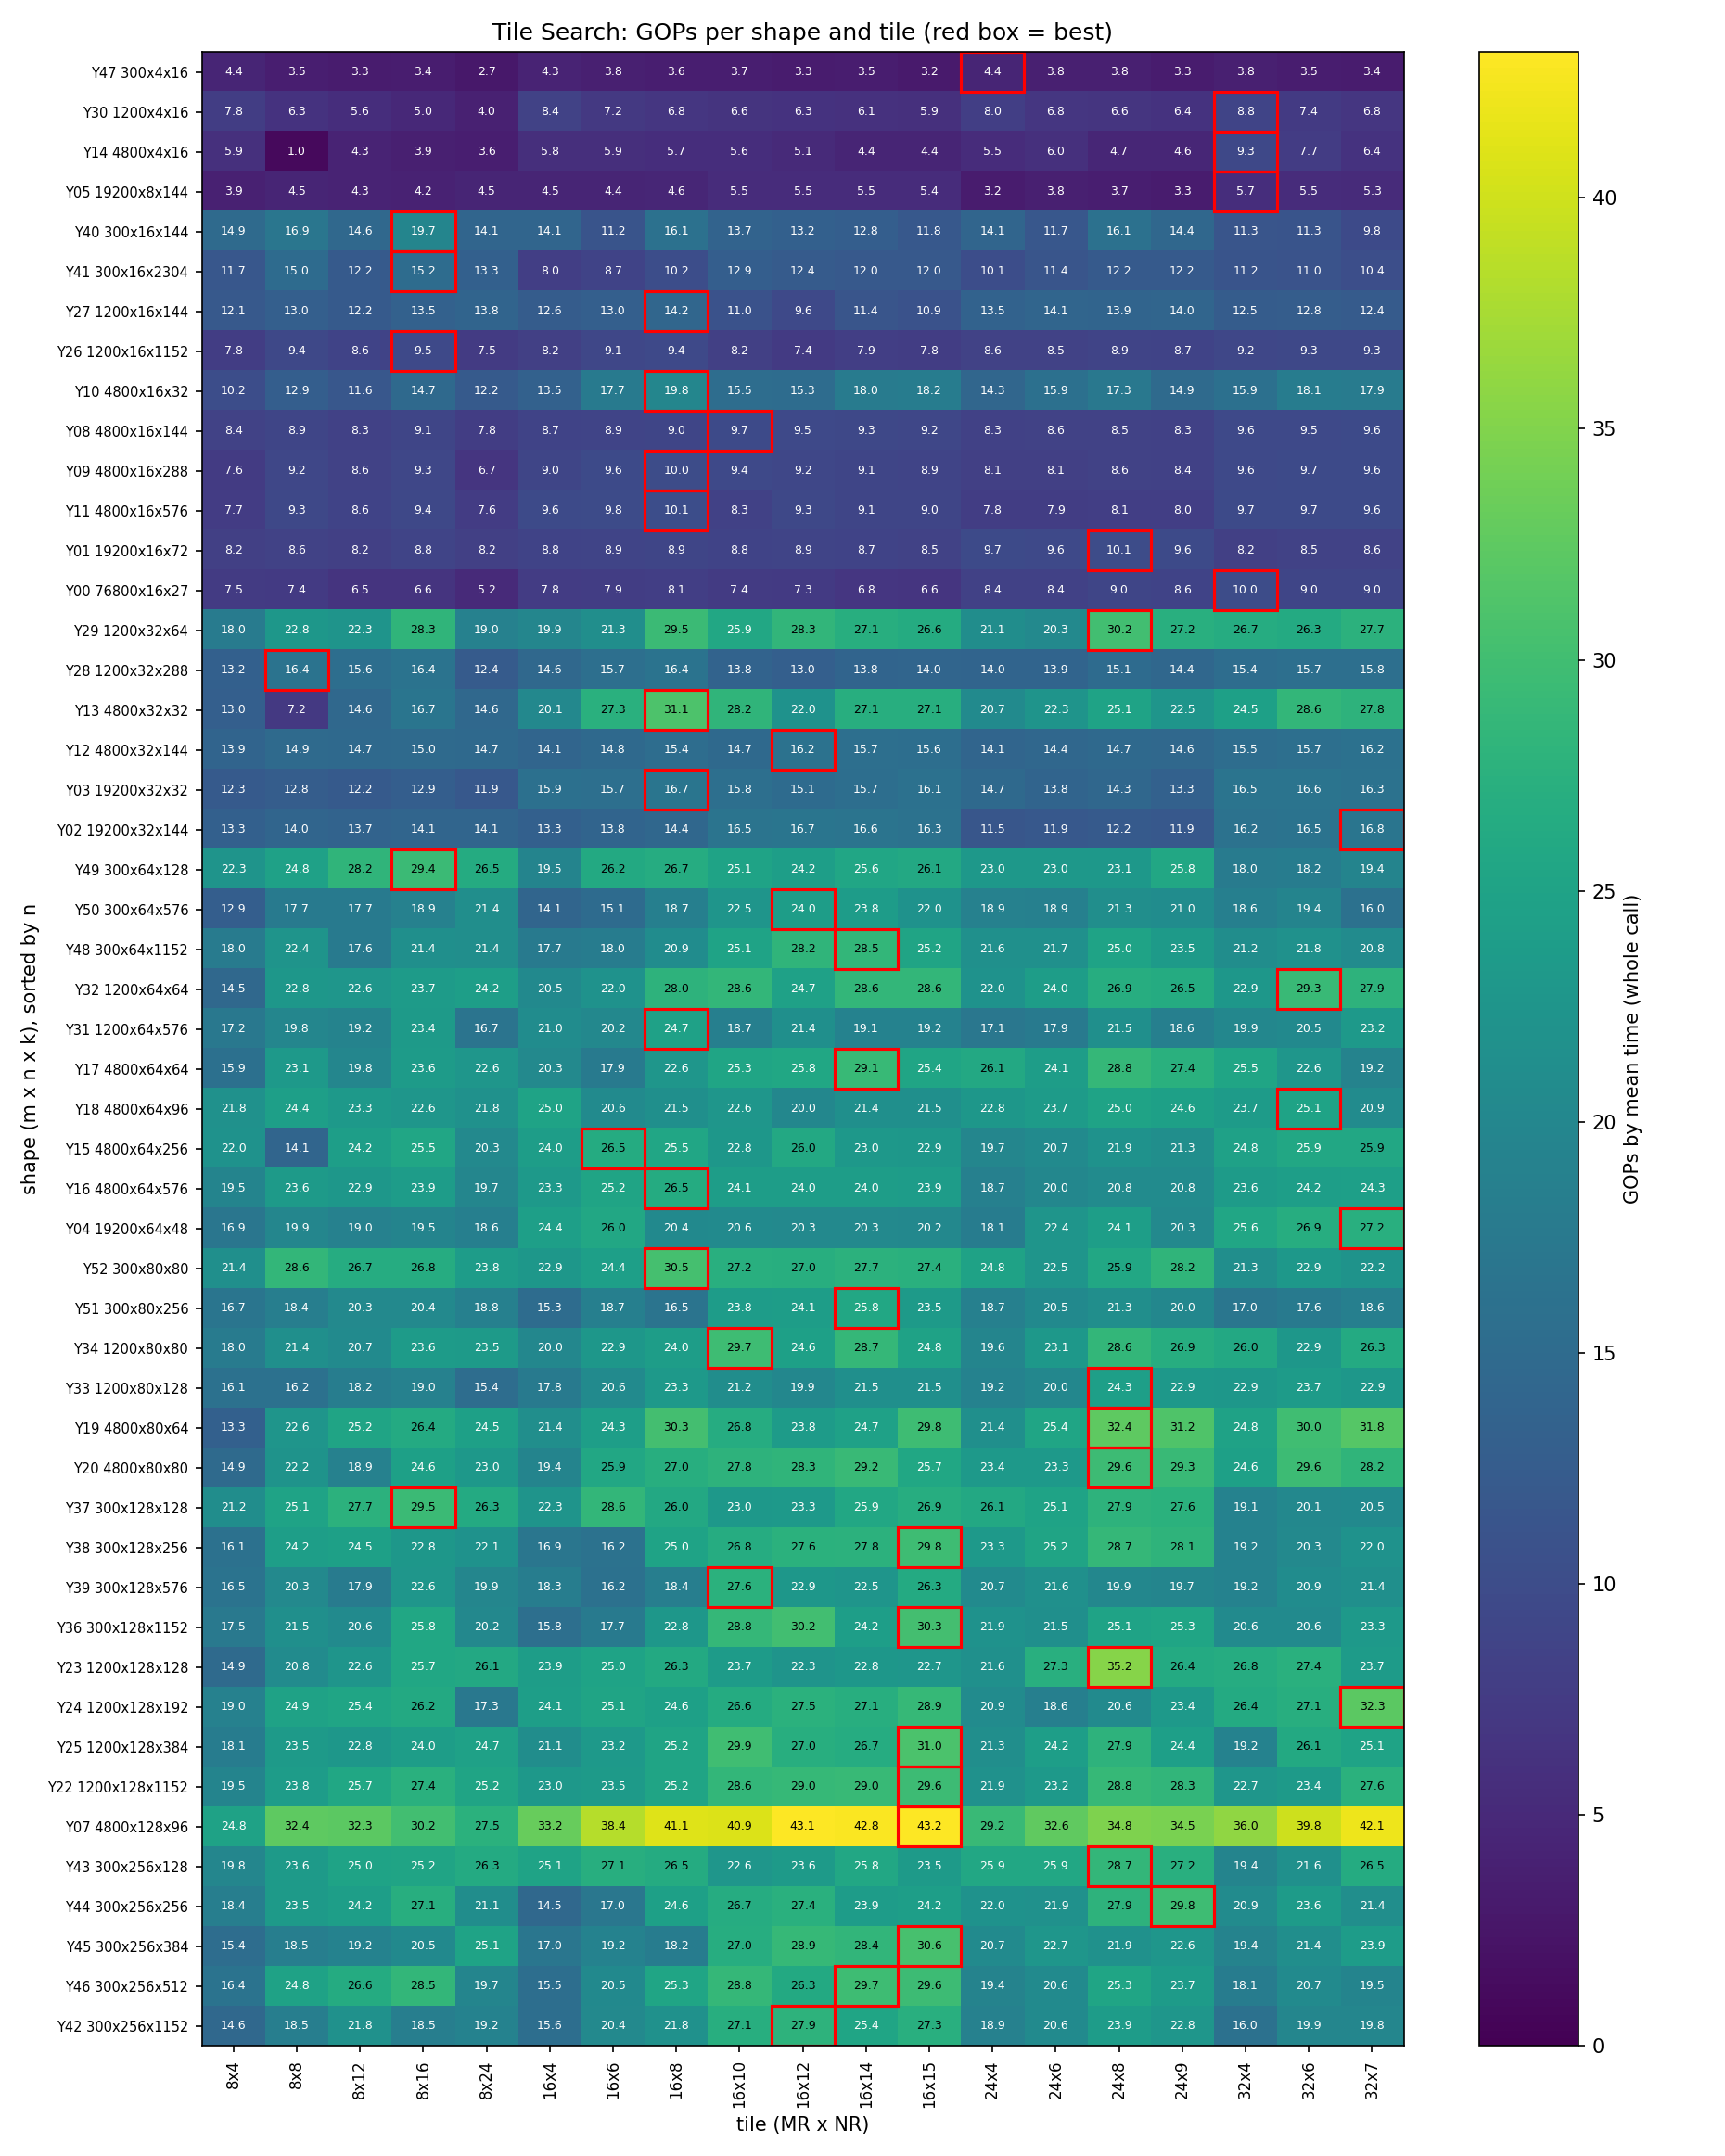 Tile Search: GOPs per shape and tile (red box = best)
Y47 300x4x16 4.4 3.5 3.3 3.4 2.7 4.3 3.8 3.6 3.7 3.3 3.5 3.2 4.4 3.8 3.8 3.3 3.8 3.5 3.4
Y30 1200x4x16 7.8 6.3 5.6 5.0 4.0 8.4 7.2 6.8 6.6 6.3 6.1 5.9 8.0 6.8 6.6 6.4 8.8 7.4 6.8
Y14 4800x4x16 5.9 1.0 4.3 3.9 3.6 5.8 5.9 5.7 5.6 5.1 4.4 4.4 5.5 6.0 4.7 4.6 9.3 7.7 6.4
Y05 19200x8x144 3.9 4.5 4.3 4.2 4.5 4.5 4.4 4.6 5.5 5.5 5.5 5.4 3.2 3.8 3.7 3.3 5.7 5.5 5.3
Y40 300x16x144 14.9 16.9 14.6 19.7 14.1 14.1 11.2 16.1 13.7 13.2 12.8 11.8 14.1 11.7 16.1 14.4 11.3 11.3 9.8
Y41 300x16x2304 11.7 15.0 12.2 15.2 13.3 8.0 8.7 10.2 12.9 12.4 12.0 12.0 10.1 11.4 12.2 12.2 11.2 11.0 10.4
Y27 1200x16x144 12.1 13.0 12.2 13.5 13.8 12.6 13.0 14.2 11.0 9.6 11.4 10.9 13.5 14.1 13.9 14.0 12.5 12.8 12.4
Y26 1200x16x1152 7.8 9.4 8.6 9.5 7.5 8.2 9.1 9.4 8.2 7.4 7.9 7.8 8.6 8.5 8.9 8.7 9.2 9.3 9.3
Y10 4800x16x32 10.2 12.9 11.6 14.7 12.2 13.5 17.7 19.8 15.5 15.3 18.0 18.2 14.3 15.9 17.3 14.9 15.9 18.1 17.9
Y08 4800x16x144 8.4 8.9 8.3 9.1 7.8 8.7 8.9 9.0 9.7 9.5 9.3 9.2 8.3 8.6 8.5 8.3 9.6 9.5 9.6
Y09 4800x16x288 7.6 9.2 8.6 9.3 6.7 9.0 9.6 10.0 9.4 9.2 9.1 8.9 8.1 8.1 8.6 8.4 9.6 9.7 9.6
Y11 4800x16x576 7.7 9.3 8.6 9.4 7.6 9.6 9.8 10.1 8.3 9.3 9.1 9.0 7.8 7.9 8.1 8.0 9.7 9.7 9.6
Y01 19200x16x72 8.2 8.6 8.2 8.8 8.2 8.8 8.9 8.9 8.8 8.9 8.7 8.5 9.7 9.6 10.1 9.6 8.2 8.5 8.6
Y00 76800x16x27 7.5 7.4 6.5 6.6 5.2 7.8 7.9 8.1 7.4 7.3 6.8 6.6 8.4 8.4 9.0 8.6 10.0 9.0 9.0
Y29 1200x32x64 18.0 22.8 22.3 28.3 19.0 19.9 21.3 29.5 25.9 28.3 27.1 26.6 21.1 20.3 30.2 27.2 26.7 26.3 27.7
Y28 1200x32x288 13.2 16.4 15.6 16.4 12.4 14.6 15.7 16.4 13.8 13.0 13.8 14.0 14.0 13.9 15.1 14.4 15.4 15.7 15.8
Y13 4800x32x32 13.0 7.2 14.6 16.7 14.6 20.1 27.3 31.1 28.2 22.0 27.1 27.1 20.7 22.3 25.1 22.5 24.5 28.6 27.8
Y12 4800x32x144 13.9 14.9 14.7 15.0 14.7 14.1 14.8 15.4 14.7 16.2 15.7 15.6 14.1 14.4 14.7 14.6 15.5 15.7 16.2
Y03 19200x32x32 12.3 12.8 12.2 12.9 11.9 15.9 15.7 16.7 15.8 15.1 15.7 16.1 14.7 13.8 14.3 13.3 16.5 16.6 16.3
Y02 19200x32x144 13.3 14.0 13.7 14.1 14.1 13.3 13.8 14.4 16.5 16.7 16.6 16.3 11.5 11.9 12.2 11.9 16.2 16.5 16.8
Y49 300x64x128 22.3 24.8 28.2 29.4 26.5 19.5 26.2 26.7 25.1 24.2 25.6 26.1 23.0 23.0 23.1 25.8 18.0 18.2 19.4
Y50 300x64x576 12.9 17.7 17.7 18.9 21.4 14.1 15.1 18.7 22.5 24.0 23.8 22.0 18.9 18.9 21.3 21.0 18.6 19.4 16.0
Y48 300x64x1152 18.0 22.4 17.6 21.4 21.4 17.7 18.0 20.9 25.1 28.2 28.5 25.2 21.6 21.7 25.0 23.5 21.2 21.8 20.8
Y32 1200x64x64 14.5 22.8 22.6 23.7 24.2 20.5 22.0 28.0 28.6 24.7 28.6 28.6 22.0 24.0 26.9 26.5 22.9 29.3 27.9
Y31 1200x64x576 17.2 19.8 19.2 23.4 16.7 21.0 20.2 24.7 18.7 21.4 19.1 19.2 17.1 17.9 21.5 18.6 19.9 20.5 23.2
Y17 4800x64x64 15.9 23.1 19.8 23.6 22.6 20.3 17.9 22.6 25.3 25.8 29.1 25.4 26.1 24.1 28.8 27.4 25.5 22.6 19.2
Y18 4800x64x96 21.8 24.4 23.3 22.6 21.8 25.0 20.6 21.5 22.6 20.0 21.4 21.5 22.8 23.7 25.0 24.6 23.7 25.1 20.9
Y15 4800x64x256 22.0 14.1 24.2 25.5 20.3 24.0 26.5 25.5 22.8 26.0 23.0 22.9 19.7 20.7 21.9 21.3 24.8 25.9 25.9
Y16 4800x64x576 19.5 23.6 22.9 23.9 19.7 23.3 25.2 26.5 24.1 24.0 24.0 23.9 18.7 20.0 20.8 20.8 23.6 24.2 24.3
Y04 19200x64x48 16.9 19.9 19.0 19.5 18.6 24.4 26.0 20.4 20.6 20.3 20.3 20.2 18.1 22.4 24.1 20.3 25.6 26.9 27.2
Y52 300x80x80 21.4 28.6 26.7 26.8 23.8 22.9 24.4 30.5 27.2 27.0 27.7 27.4 24.8 22.5 25.9 28.2 21.3 22.9 22.2
Y51 300x80x256 16.7 18.4 20.3 20.4 18.8 15.3 18.7 16.5 23.8 24.1 25.8 23.5 18.7 20.5 21.3 20.0 17.0 17.6 18.6
Y34 1200x80x80 18.0 21.4 20.7 23.6 23.5 20.0 22.9 24.0 29.7 24.6 28.7 24.8 19.6 23.1 28.6 26.9 26.0 22.9 26.3
Y33 1200x80x128 16.1 16.2 18.2 19.0 15.4 17.8 20.6 23.3 21.2 19.9 21.5 21.5 19.2 20.0 24.3 22.9 22.9 23.7 22.9
Y19 4800x80x64 13.3 22.6 25.2 26.4 24.5 21.4 24.3 30.3 26.8 23.8 24.7 29.8 21.4 25.4 32.4 31.2 24.8 30.0 31.8
Y20 4800x80x80 14.9 22.2 18.9 24.6 23.0 19.4 25.9 27.0 27.8 28.3 29.2 25.7 23.4 23.3 29.6 29.3 24.6 29.6 28.2
Y37 300x128x128 21.2 25.1 27.7 29.5 26.3 22.3 28.6 26.0 23.0 23.3 25.9 26.9 26.1 25.1 27.9 27.6 19.1 20.1 20.5
Y38 300x128x256 16.1 24.2 24.5 22.8 22.1 16.9 16.2 25.0 26.8 27.6 27.8 29.8 23.3 25.2 28.7 28.1 19.2 20.3 22.0
Y39 300x128x576 16.5 20.3 17.9 22.6 19.9 18.3 16.2 18.4 27.6 22.9 22.5 26.3 20.7 21.6 19.9 19.7 19.2 20.9 21.4
Y36 300x128x1152 17.5 21.5 20.6 25.8 20.2 15.8 17.7 22.8 28.8 30.2 24.2 30.3 21.9 21.5 25.1 25.3 20.6 20.6 23.3
Y23 1200x128x128 14.9 20.8 22.6 25.7 26.1 23.9 25.0 26.3 23.7 22.3 22.8 22.7 21.6 27.3 35.2 26.4 26.8 27.4 23.7
Y24 1200x128x192 19.0 24.9 25.4 26.2 17.3 24.1 25.1 24.6 26.6 27.5 27.1 28.9 20.9 18.6 20.6 23.4 26.4 27.1 32.3
Y25 1200x128x384 18.1 23.5 22.8 24.0 24.7 21.1 23.2 25.2 29.9 27.0 26.7 31.0 21.3 24.2 27.9 24.4 19.2 26.1 25.1
Y22 1200x128x1152 19.5 23.8 25.7 27.4 25.2 23.0 23.5 25.2 28.6 29.0 29.0 29.6 21.9 23.2 28.8 28.3 22.7 23.4 27.6
Y07 4800x128x96 24.8 32.4 32.3 30.2 27.5 33.2 38.4 41.1 40.9 43.1 42.8 43.2 29.2 32.6 34.8 34.5 36.0 39.8 42.1
Y43 300x256x128 19.8 23.6 25.0 25.2 26.3 25.1 27.1 26.5 22.6 23.6 25.8 23.5 25.9 25.9 28.7 27.2 19.4 21.6 26.5
Y44 300x256x256 18.4 23.5 24.2 27.1 21.1 14.5 17.0 24.6 26.7 27.4 23.9 24.2 22.0 21.9 27.9 29.8 20.9 23.6 21.4
Y45 300x256x384 15.4 18.5 19.2 20.5 25.1 17.0 19.2 18.2 27.0 28.9 28.4 30.6 20.7 22.7 21.9 22.6 19.4 21.4 23.9
Y46 300x256x512 16.4 24.8 26.6 28.5 19.7 15.5 20.5 25.3 28.8 26.3 29.7 29.6 19.4 20.6 25.3 23.7 18.1 20.7 19.5
Y42 300x256x1152 14.6 18.5 21.8 18.5 19.2 15.6 20.4 21.8 27.1 27.9 25.4 27.3 18.9 20.6 23.9 22.8 16.0 19.9 19.8
8x4 8x8 8x12 8x16 8x24 16x4 16x6 16x8 16x10 16x12 16x14 16x15 24x4 24x6 24x8 24x9 32x4 32x6 32x7
tile (MR x NR)
shape (m x n x k), sorted by n
40
35
30
25
20
15
10
5
0
GOPs by mean time (whole call)